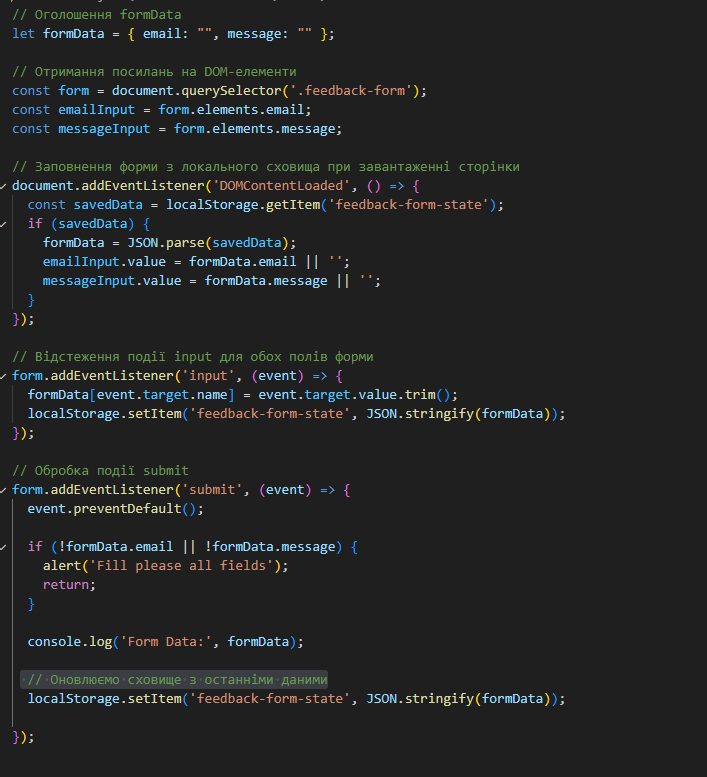 // Оголошення formData
let formData = { email: "", message: "" };
// Отримання посилань на DOM-елементи
const form = document.querySelector('.feedback-form');
const emailInput = form.elements.email;
const messageInput = form.elements.message;
// Заповнення форми з локального сховища при завантаженні сторінки
document.addEventListener('DOMContentLoaded', () => {
  const savedData = localStorage.getItem('feedback-form-state');
  if (savedData) {
    formData = JSON.parse(savedData);
    emailInput.value = formData.email || '';
    messageInput.value = formData.message || '';
  }
});
// Відстеження події input для обох полів форми
form.addEventListener('input', (event) => {
  formData[event.target.name] = event.target.value.trim();
  localStorage.setItem('feedback-form-state', JSON.stringify(formData));
});
// Обробка події submit
form.addEventListener('submit', (event) => {
  event.preventDefault();
  if (!formData.email || !formData.message) {
    alert('Fill please all fields');
    return;
  }
  console.log('Form Data:', formData);
  // Оновлюємо сховище з останніми даними
  localStorage.setItem('feedback-form-state', JSON.stringify(formData));
});